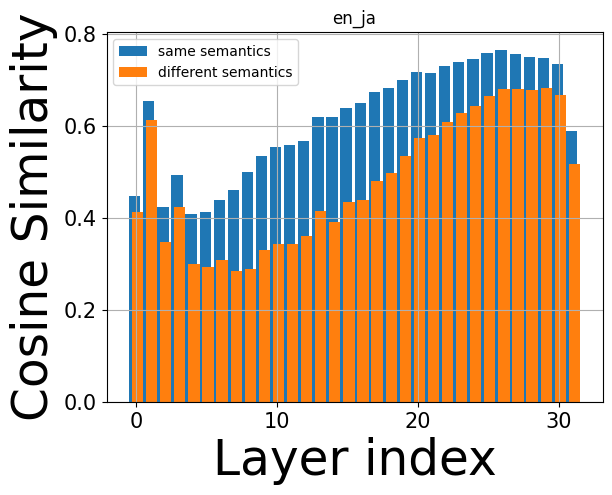 en_ja
same semantics
different semantics
Cosine Similarity
0.8
0.6
0.4
0.2
0.0
0 10 20 30
Layer index